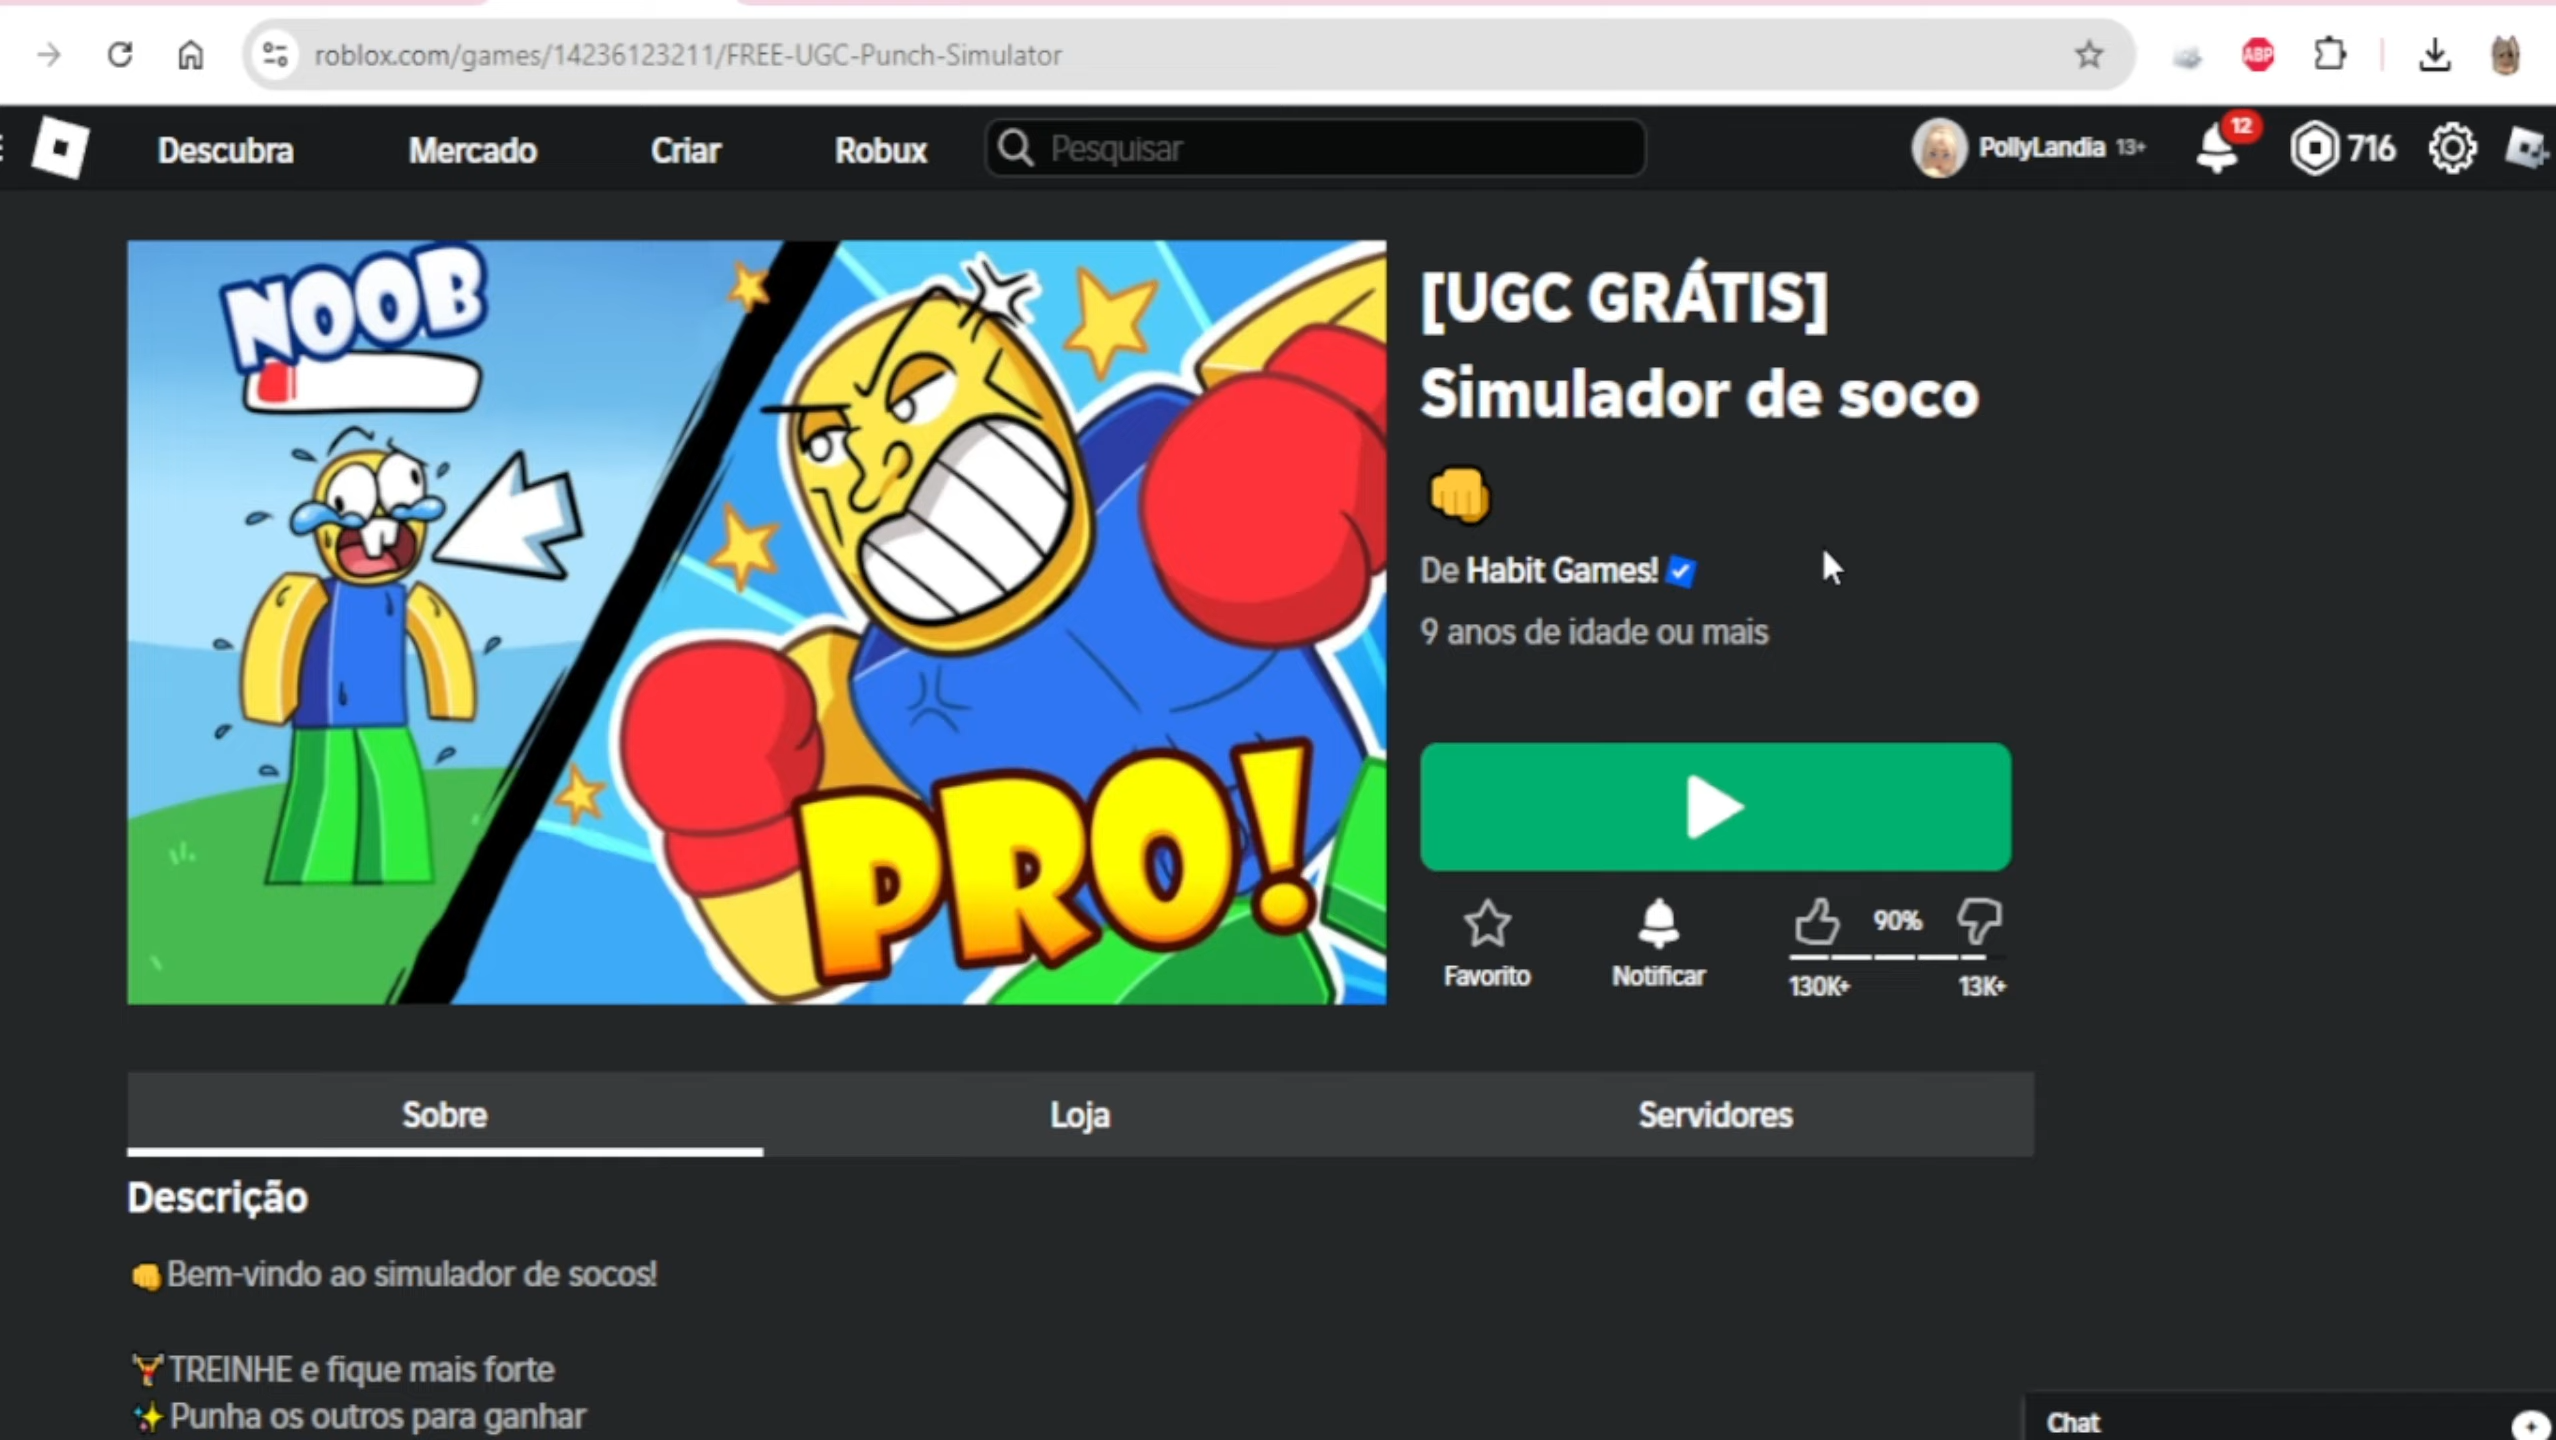 roblox.com/games/14236123211/FREE-UGC-Punch-Simulator
ABP
Descubra
Mercado
Criar
Robux
Pesquisar
PollyLandia 13+
12
716
NOOB
PRO!
[UGC GRÁTIS]
Simulador de soco
👊
De Habit Games!
9 anos de idade ou mais
Favorito
Notificar
90%
130K+
13K+
Sobre
Loja
Servidores
Descrição
👊Bem-vindo ao simulador de socos!
🏋TREINHE e fique mais forte
✨Punha os outros para ganhar
Chat